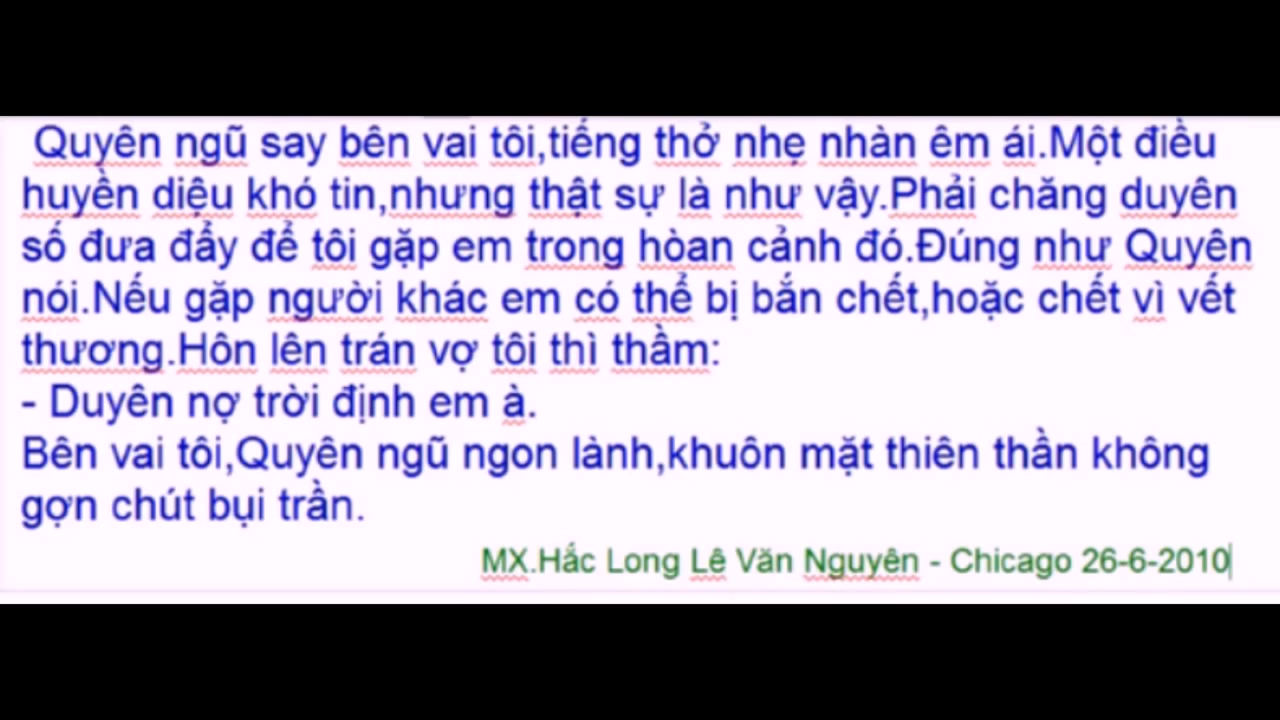 Quyên ngũ say bên vai tôi,tiếng thở nhẹ nhàn êm ái.Một điều
huyền diệu khó tin,nhưng thật sự là như vậy.Phải chăng duyên
số đưa đẩy để tôi gặp em trong hòan cảnh đó.Đúng như Quyên
nói.Nếu gặp người khác em có thể bị bắn chết,hoặc chết vì vết
thương.Hôn lên trán vợ tôi thì thầm:
- Duyên nợ trời định em à.
Bên vai tôi,Quyên ngũ ngon lành,khuôn mặt thiên thần không
gợn chút bụi trần.
MX.Hắc Long Lê Văn Nguyên - Chicago 26-6-2010